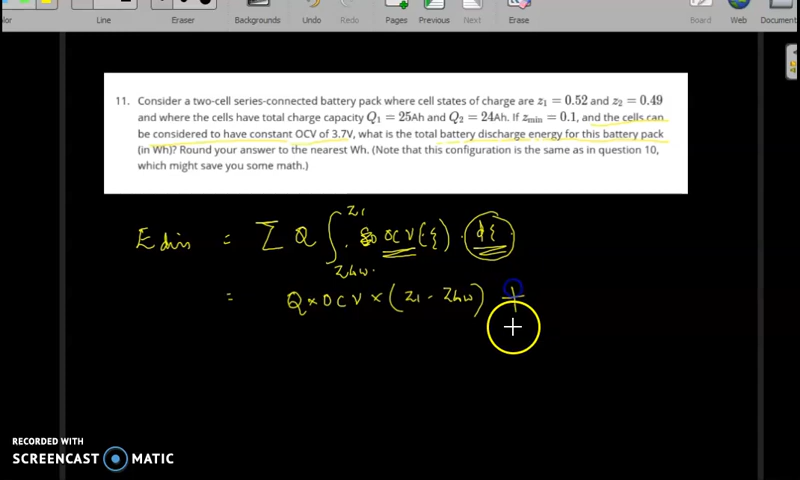 olor
Line
Eraser
Backgrounds
Undo
Redo
Pages
Previous
Next
Erase
Board
Web
Document
11. Consider a two-cell series-connected battery pack where cell states of charge are z₁ = 0.52 and z₂ = 0.49
and where the cells have total charge capacity Q₁ = 25Ah and Q₂ = 24Ah. If z_min = 0.1, and the cells can
be considered to have constant OCV of 3.7V, what is the total battery discharge energy for this battery pack
(in Wh)? Round your answer to the nearest Wh. (Note that this configuration is the same as in question 10,
which might save you some math.)
= Σ Q ∫ OCV(ξ) · dξ
= Q × OCV × (z₁ - z_low) +
RECORDED WITH
SCREENCAST MATIC